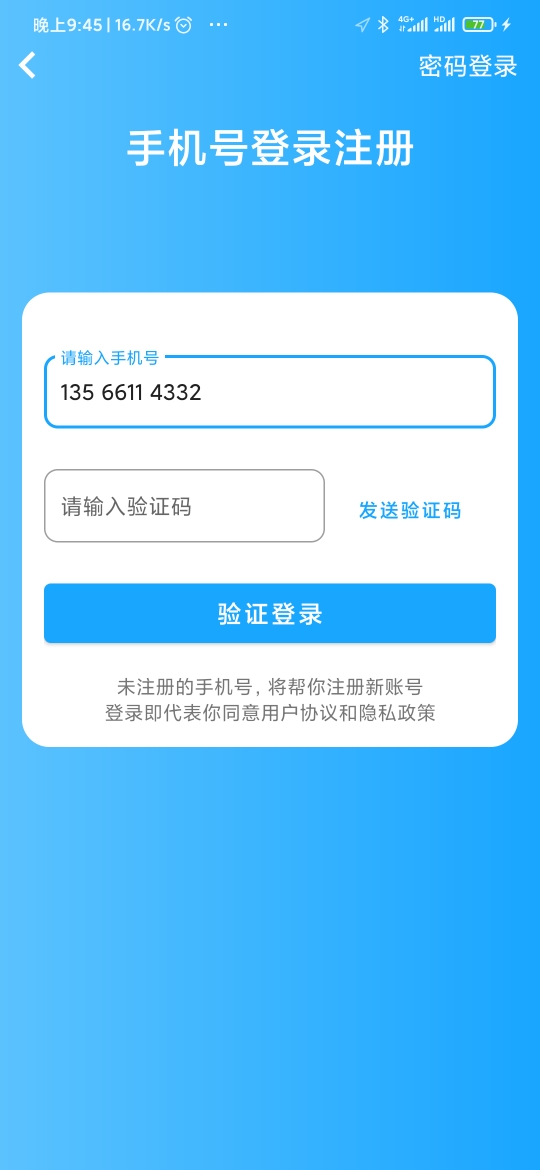 晚上9:45 | 16.7K/s ...
4G+ HD 77
密码登录
手机号登录注册
请输入手机号
135 6611 4332
请输入验证码
发送验证码
验证登录
未注册的手机号, 将帮你注册新账号
登录即代表你同意用户协议和隐私政策